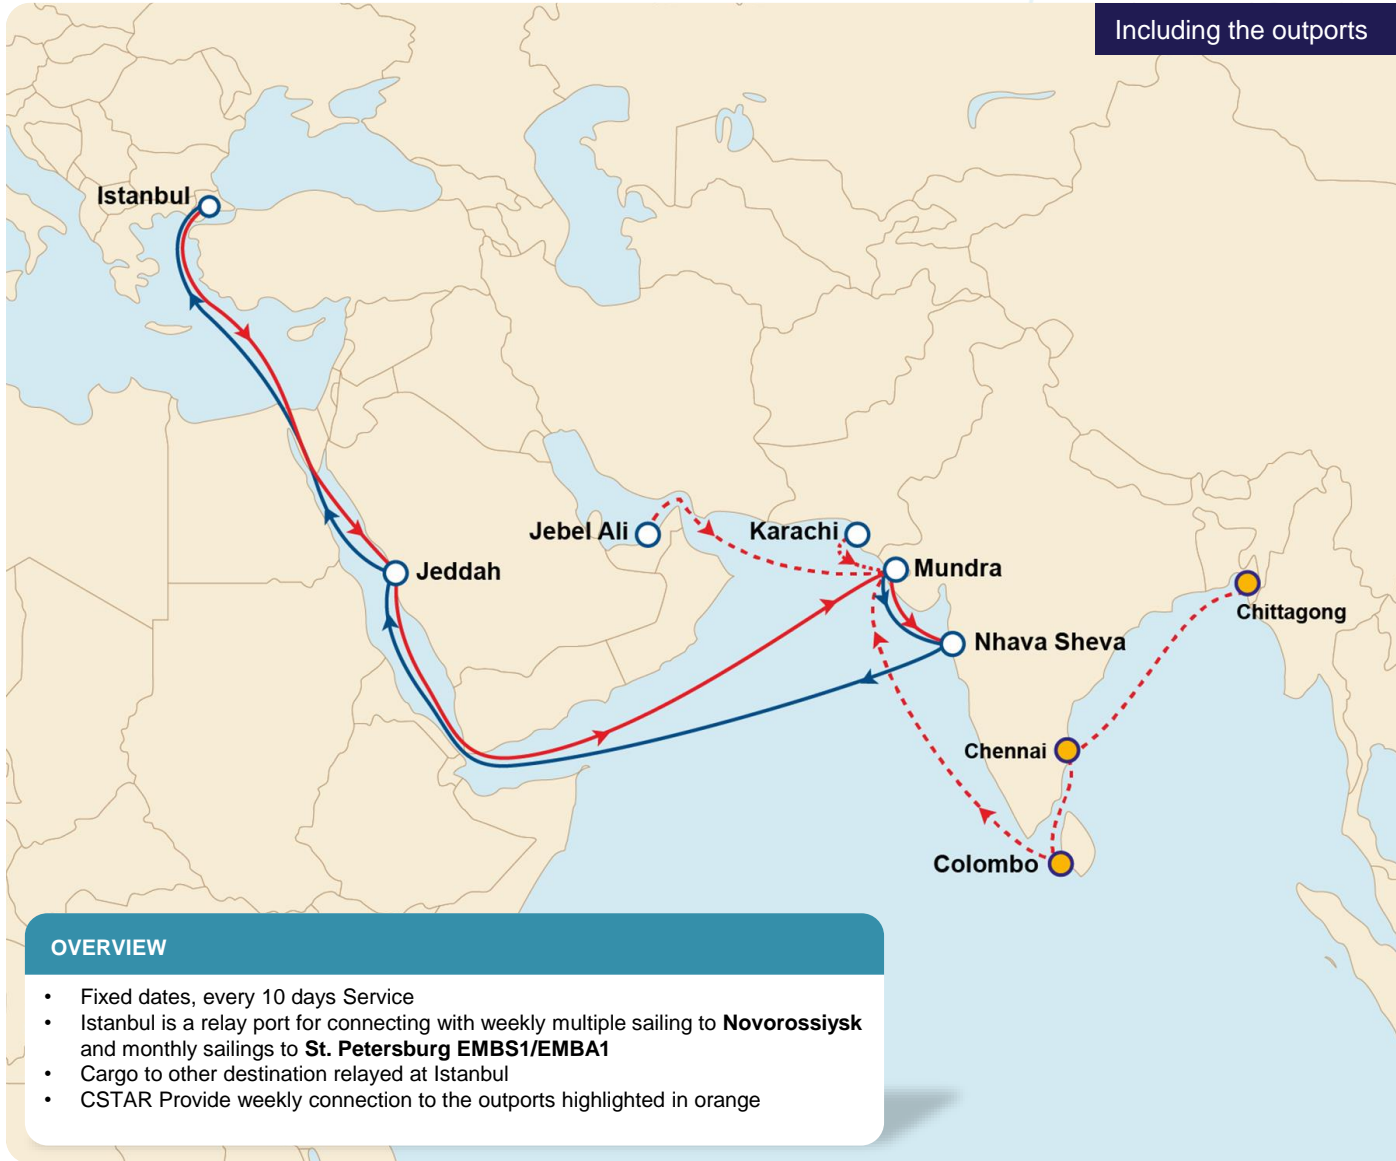 Including the outports
Istanbul
Jebel Ali
Karachi
Mundra
Jeddah
Chittagong
Nhava Sheva
Chennai
Colombo
OVERVIEW
• Fixed dates, every 10 days Service
• Istanbul is a relay port for connecting with weekly multiple sailing to Novorossiysk
and monthly sailings to St. Petersburg EMBS1/EMBA1
• Cargo to other destination relayed at Istanbul
• CSTAR Provide weekly connection to the outports highlighted in orange